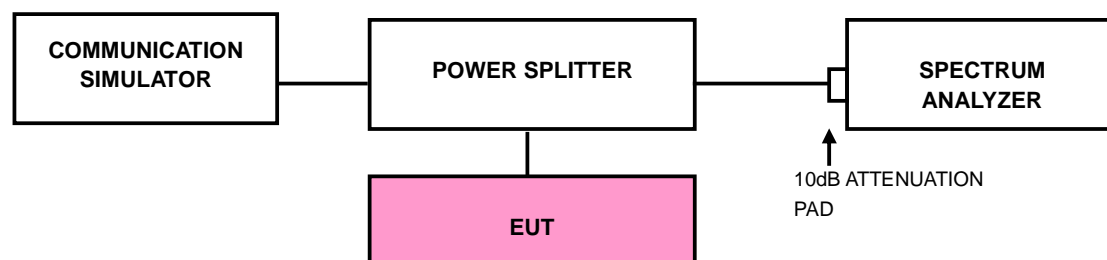 COMMUNICATION
SIMULATOR
POWER SPLITTER
SPECTRUM
ANALYZER
10dB ATTENUATION
PAD
EUT